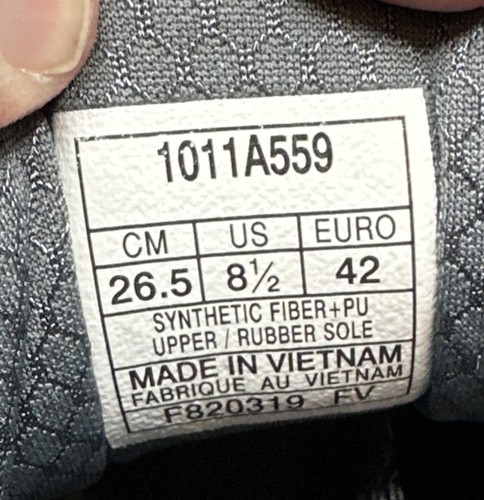 1011A559
CM US EURO
26.5 8½ 42
SYNTHETIC FIBER+PU
UPPER / RUBBER SOLE
MADE IN VIETNAM
FABRIQUE AU VIETNAM
F820319 FV